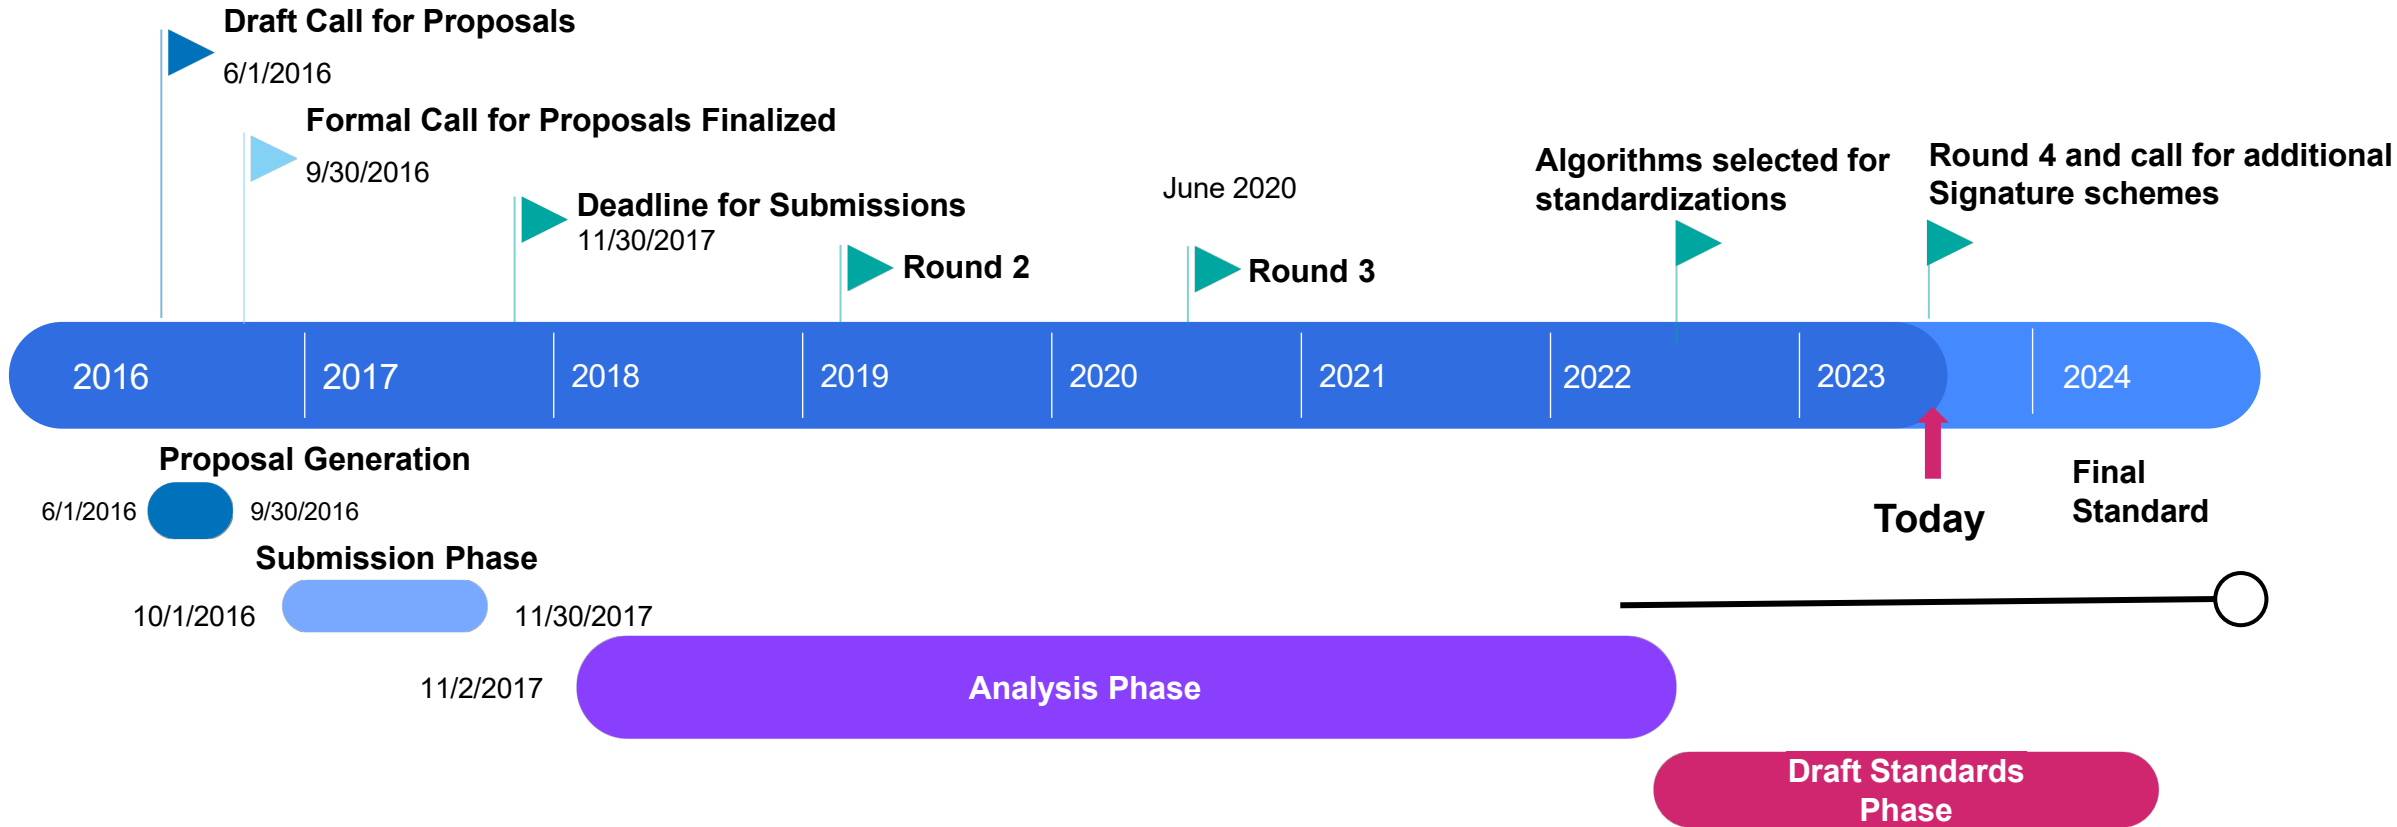 Draft Call for Proposals
6/1/2016
Formal Call for Proposals Finalized
9/30/2016
Deadline for Submissions
11/30/2017
Round 2
June 2020
Round 3
Algorithms selected for
standardizations
Round 4 and call for additional
Signature schemes
2016
2017
2018
2019
2020
2021
2022
2023
2024
Proposal Generation
6/1/2016
9/30/2016
Submission Phase
10/1/2016
11/30/2017
11/2/2017
Analysis Phase
Today
Final
Standard
Draft Standards
Phase